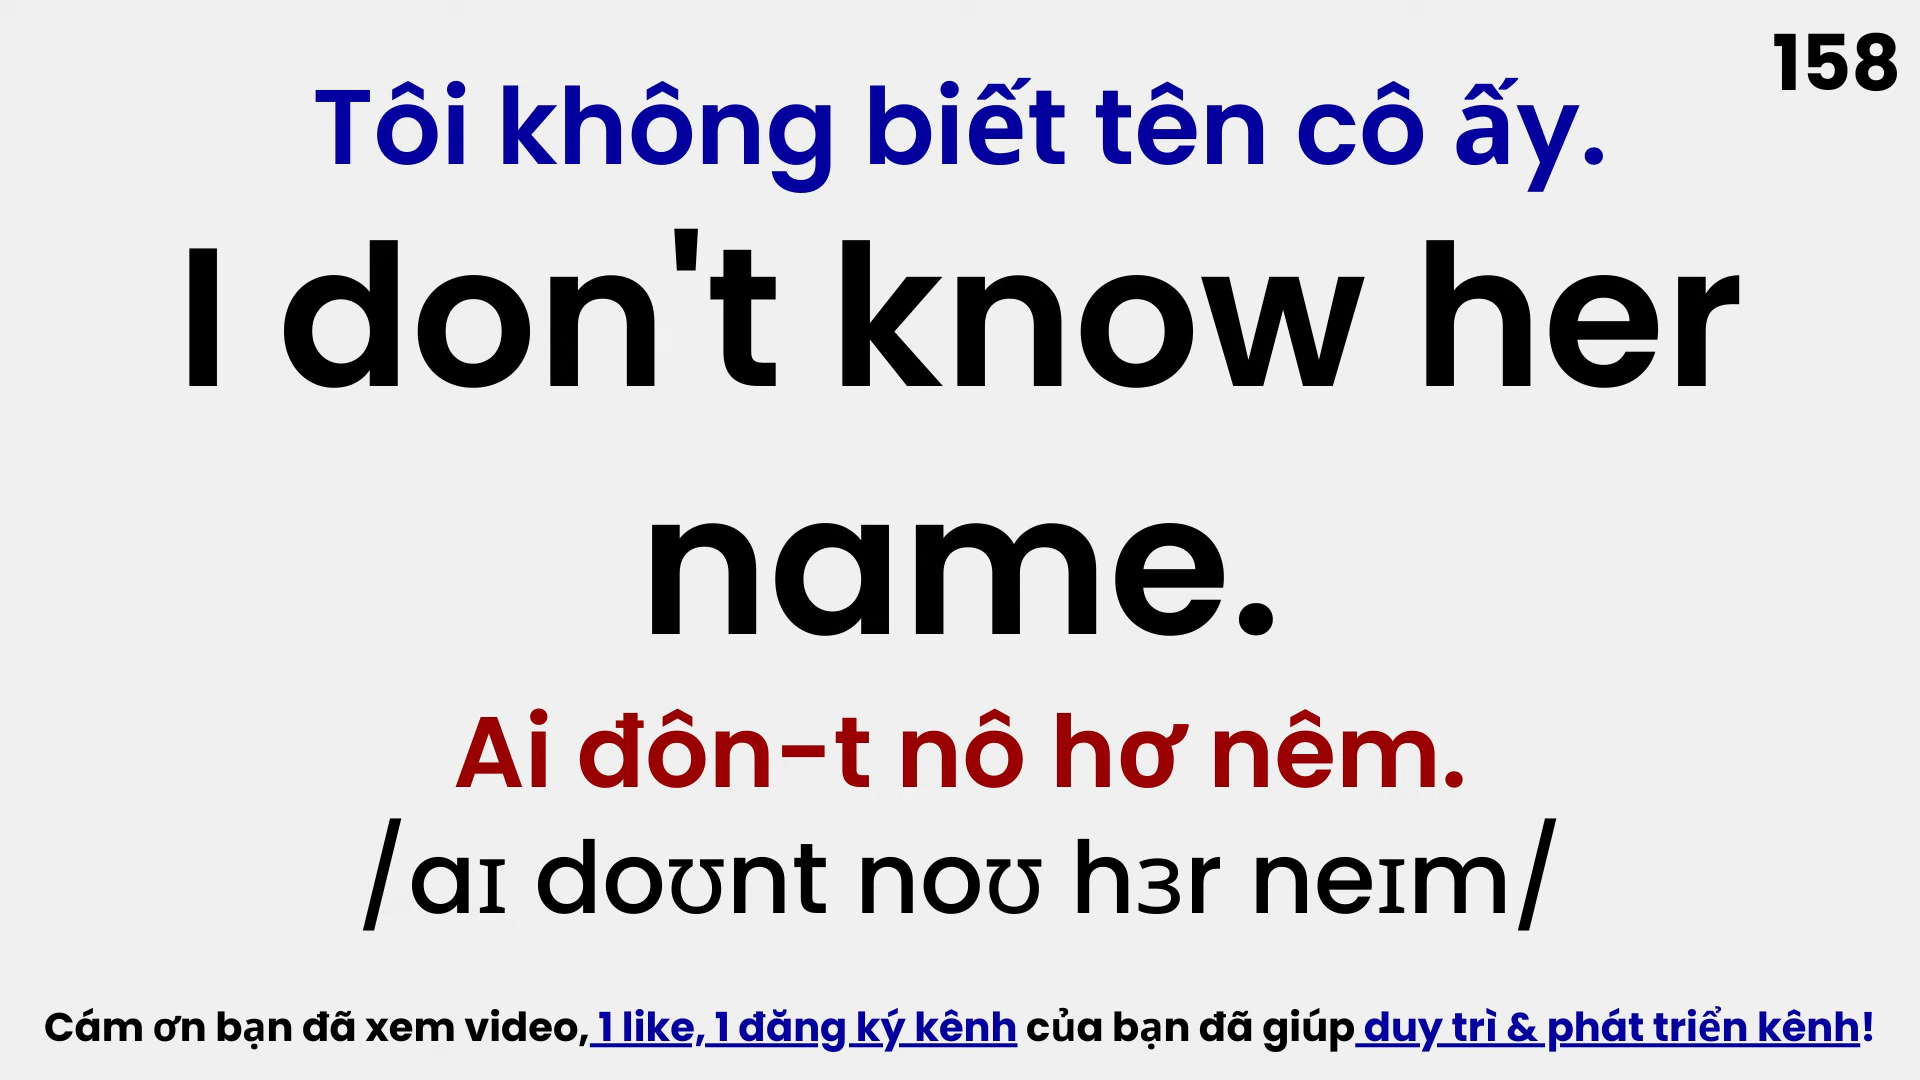 158
Tôi không biết tên cô ấy.
I don't know her
name.
Ai đôn-t nô hơ nêm.
/aɪ doʊnt noʊ hɜr neɪm/
Cám ơn bạn đã xem video, 1 like, 1 đăng ký kênh của bạn đã giúp duy trì & phát triển kênh!